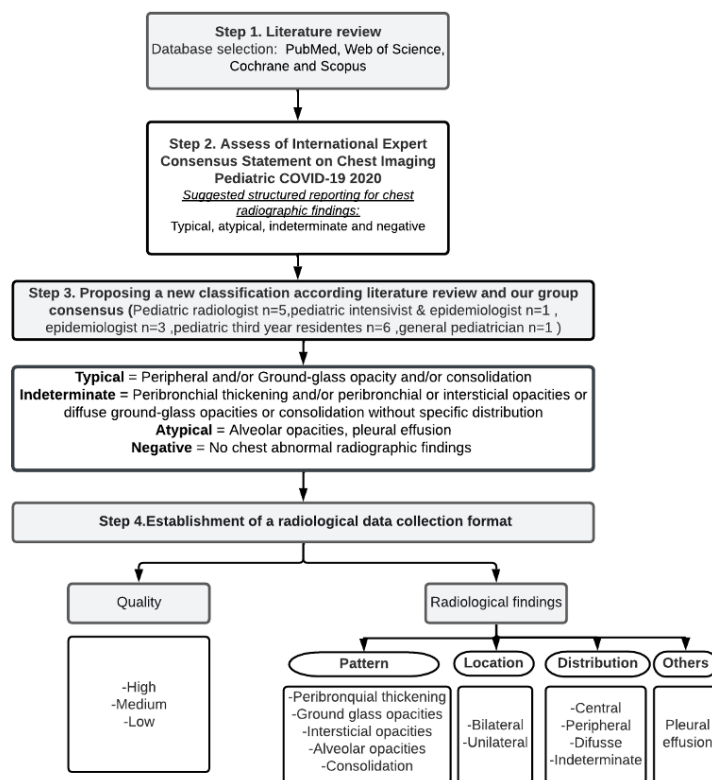 Step 1. Literature review
Database selection: PubMed, Web of Science,
Cochrane and Scopus
Step 2. Assess of International Expert
Consensus Statement on Chest Imaging
Pediatric COVID-19 2020
Suggested structured reporting for chest
radiographic findings:
Typical, atypical, indeterminate and negative
Step 3. Proposing a new classification according literature review and our group
consensus (Pediatric radiologist n=5,pediatric intensivist & epidemiologist n=1 ,
epidemiologist n=3 ,pediatric third year residentes n=6 ,general pediatrician n=1 )
Typical = Peripheral and/or Ground-glass opacity and/or consolidation
Indeterminate = Peribronchial thickening and/or peribronchial or intersticial opacities or
diffuse ground-glass opacities or consolidation without specific distribution
Atypical = Alveolar opacities, pleural effusion
Negative = No chest abnormal radiographic findings
Step 4.Establishment of a radiological data collection format
Quality
-High
-Medium
-Low
Radiological findings
Pattern
-Peribronquial thickening
-Ground glass opacities
-Intersticial opacities
-Alveolar opacities
-Consolidation
Location
-Bilateral
-Unilateral
Distribution
-Central
-Peripheral
-Difusse
-Indeterminate
Others
Pleural
effusion